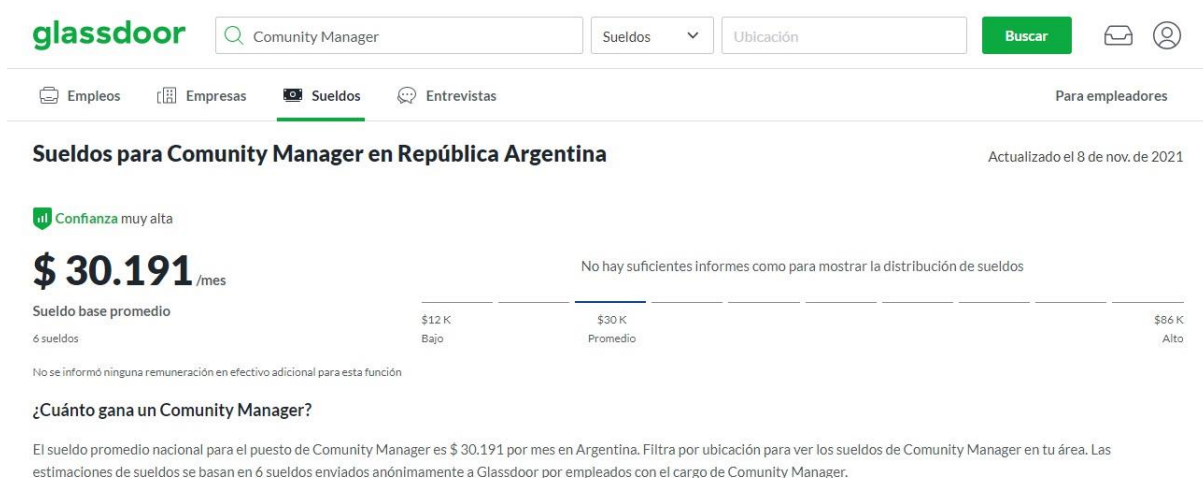 glassdoor
Comunity Manager
Sueldos
Ubicación
Buscar
Empleos
Empresas
Sueldos
Entrevistas
Para empleadores
Sueldos para Comunity Manager en República Argentina
Actualizado el 8 de nov. de 2021
Confianza muy alta
$ 30.191 /mes
No hay suficientes informes como para mostrar la distribución de sueldos
Sueldo base promedio
6 sueldos
$12 K
$30 K
$86 K
Bajo
Promedio
Alto
No se informó ninguna remuneración en efectivo adicional para esta función
¿Cuánto gana un Comunity Manager?
El sueldo promedio nacional para el puesto de Comunity Manager es $ 30.191 por mes en Argentina. Filtra por ubicación para ver los sueldos de Comunity Manager en tu área. Las
estimaciones de sueldos se basan en 6 sueldos enviados anónimamente a Glassdoor por empleados con el cargo de Comunity Manager.